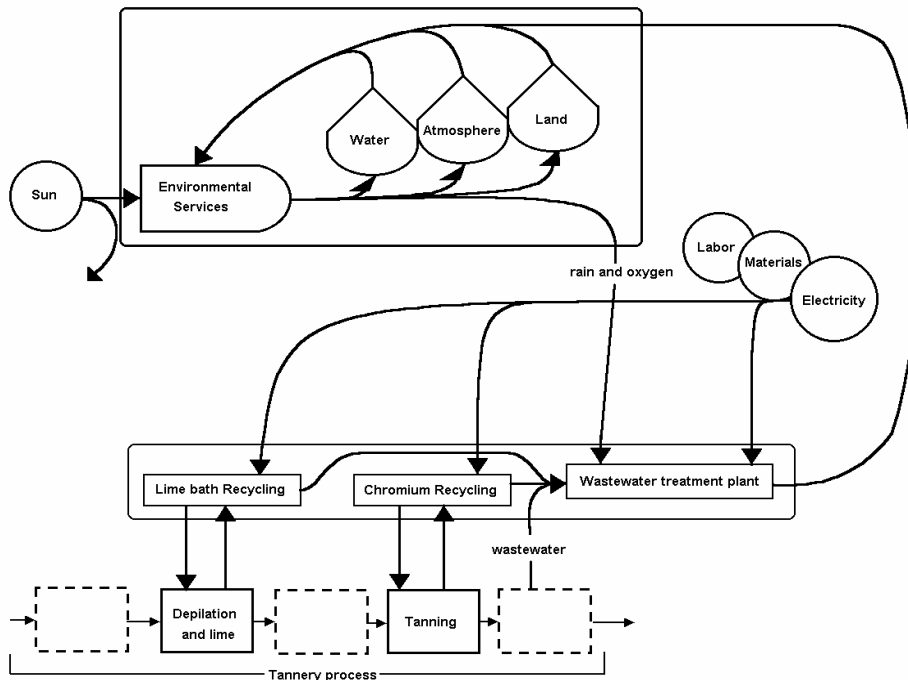 Water
Atmosphere
Land
Sun
Environmental
Services
Labor
Materials
Electricity
rain and oxygen
Lime bath Recycling
Chromium Recycling
Wastewater treatment plant
wastewater
Depilation
and lime
Tanning
Tannery process